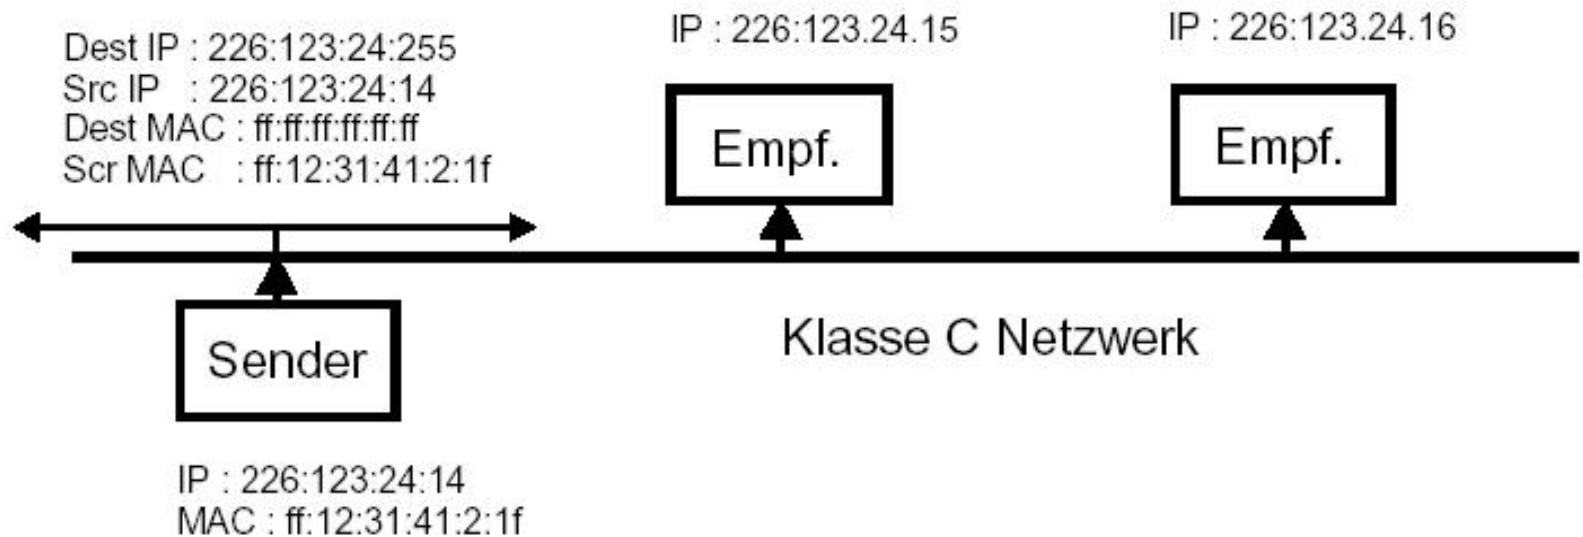 Dest IP : 226:123:24:255
Src IP : 226:123:24:14
Dest MAC : ff:ff:ff:ff:ff:ff
Scr MAC : ff:12:31:41:2:1f
IP : 226:123.24.15
IP : 226:123.24.16
Empf.
Empf.
Sender
Klasse C Netzwerk
IP : 226:123:24:14
MAC : ff:12:31:41:2:1f